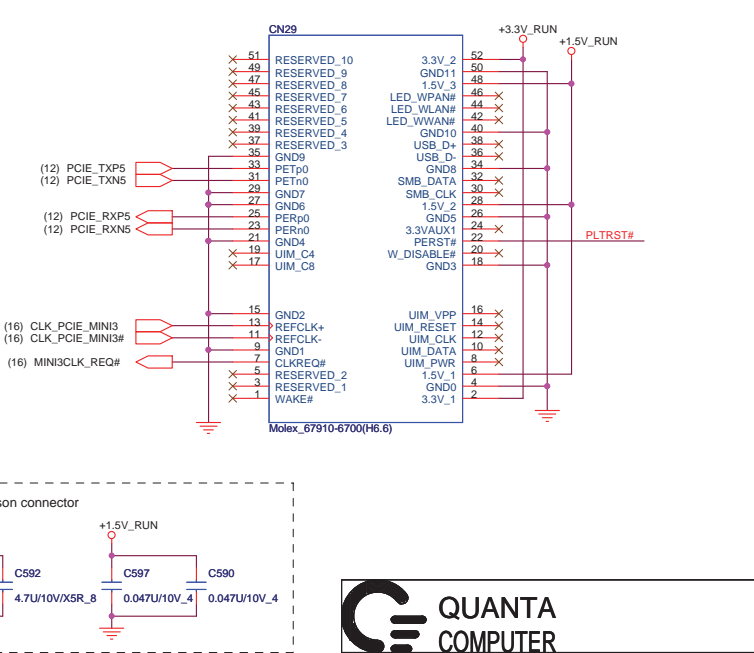 CN29
+3.3V_RUN
+1.5V_RUN
51 RESERVED_10 3.3V_2 52
49 RESERVED_9 GND11 50
47 RESERVED_8 1.5V_3 48
45 RESERVED_7 LED_WPAN# 46
43 RESERVED_6 LED_WLAN# 44
41 RESERVED_5 LED_WWAN# 42
39 RESERVED_4 GND10 40
37 RESERVED_3 USB_D+ 38
35 GND9 USB_D- 36
(12) PCIE_TXP5 33 PETp0 GND8 34
(12) PCIE_TXN5 31 PETn0 SMB_DATA 32
29 GND7 SMB_CLK 30
27 GND6 1.5V_2 28
(12) PCIE_RXP5 25 PERp0 GND5 26
(12) PCIE_RXN5 23 PERn0 3.3VAUX1 24
21 GND4 PERST# 22 PLTRST#
19 UIM_C4 W_DISABLE# 20
17 UIM_C8 GND3 18
15 GND2 UIM_VPP 16
(16) CLK_PCIE_MINI3 13 REFCLK+ UIM_RESET 14
(16) CLK_PCIE_MINI3# 11 REFCLK- UIM_CLK 12
9 GND1 UIM_DATA 10
(16) MINI3CLK_REQ# 7 CLKREQ# UIM_PWR 8
5 RESERVED_2 1.5V_1 6
3 RESERVED_1 GND0 4
1 WAKE# 3.3V_1 2
Molex_67910-6700(H6.6)
son connector
+1.5V_RUN
C592 C597 C590
4.7U/10V/X5R_8 0.047U/10V_4 0.047U/10V_4
QUANTA
COMPUTER